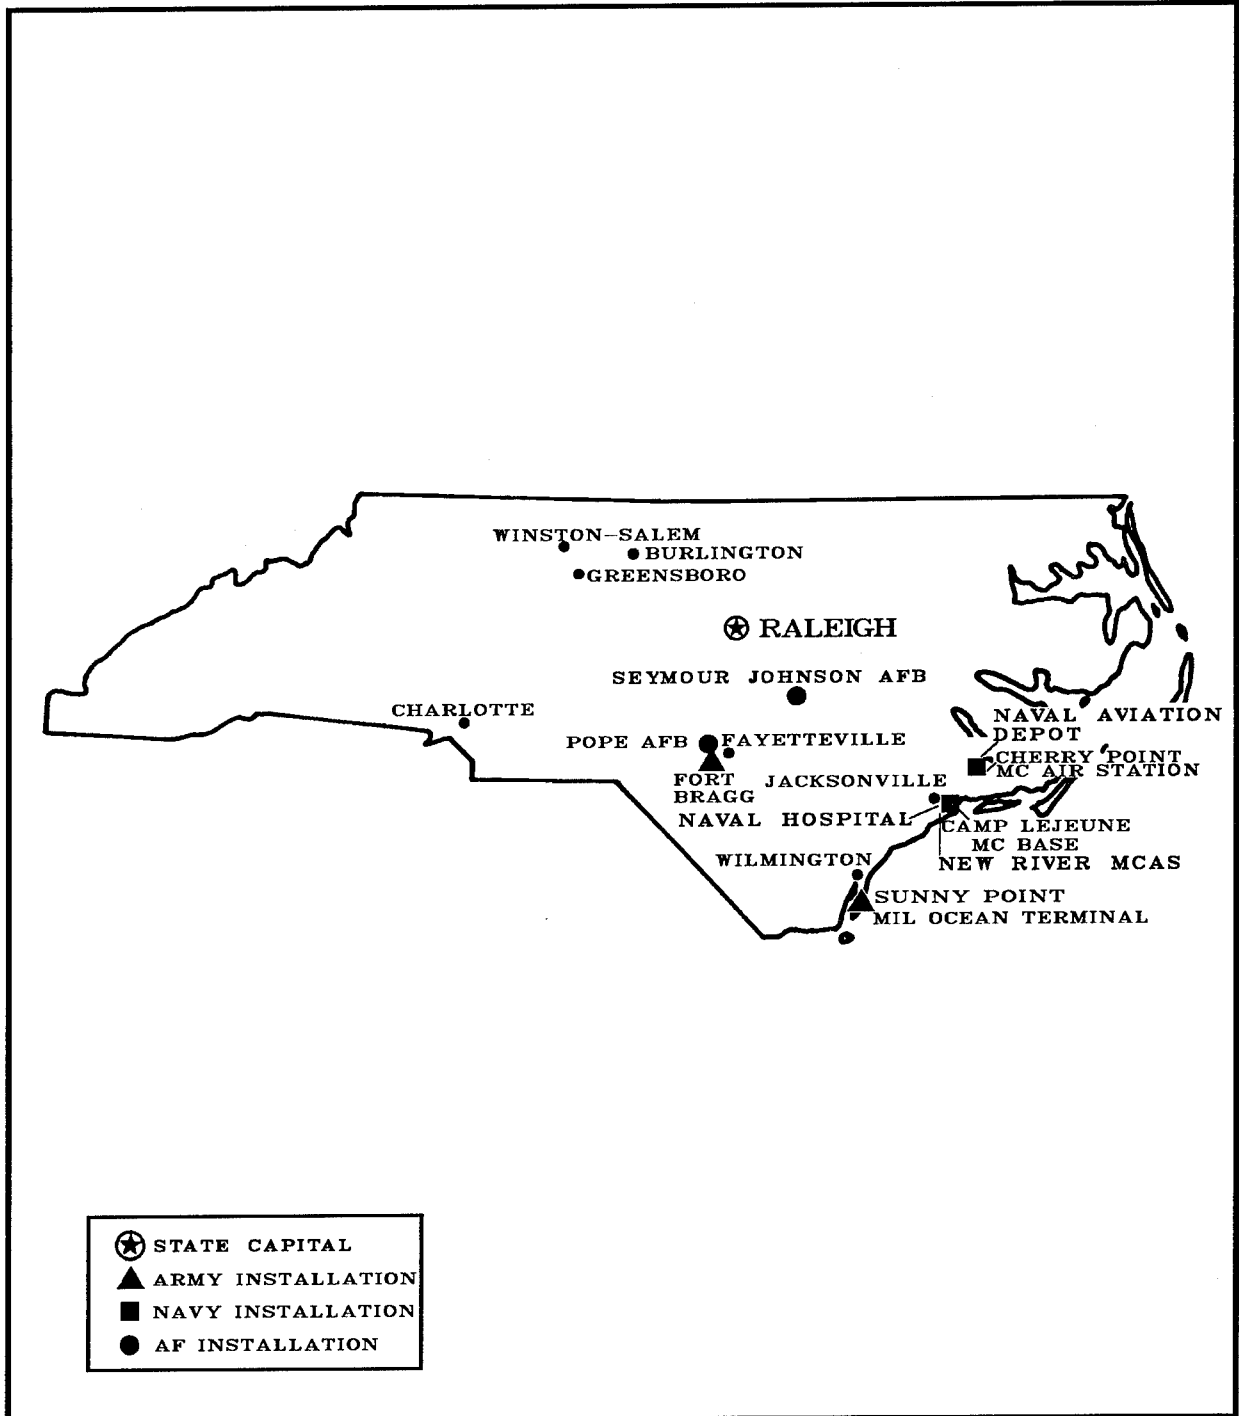 WINSTON-SALEM
BURLINGTON
GREENSBORO
RALEIGH
SEYMOUR JOHNSON AFB
CHARLOTTE
NAVAL AVIATION
DEPOT
POPE AFB
FAYETTEVILLE
CHERRY POINT
MC AIR STATION
FORT
BRAGG
JACKSONVILLE
NAVAL HOSPITAL
CAMP LEJEUNE
MC BASE
NEW RIVER MCAS
WILMINGTON
SUNNY POINT
MIL OCEAN TERMINAL
STATE CAPITAL
ARMY INSTALLATION
NAVY INSTALLATION
AF INSTALLATION